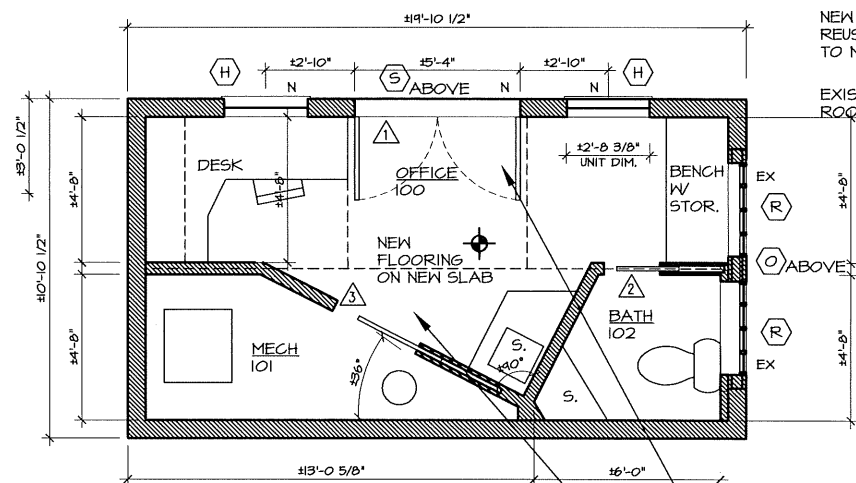 ±19'-10 1/2"
NEW
REUS
TO N
±2'-10"
±5'-4"
±2'-10"
H
S
ABOVE
H
N
N
N
EXIS
ROO
±3'-0 1/2"
1
DESK
OFFICE
100
±2'-8 3/8"
UNIT DIM.
BENCH
W/
STOR.
EX
R
±4'-8"
±4'-8"
±4'-8"
±10'-10 1/2"
NEW
FLOORING
ON NEW SLAB
O
ABOVE
2
3
BATH
102
R
MECH
101
S.
±90°
EX
±4'-8"
±4'-8"
±36"
S.
±13'-0 5/8"
±6'-0"